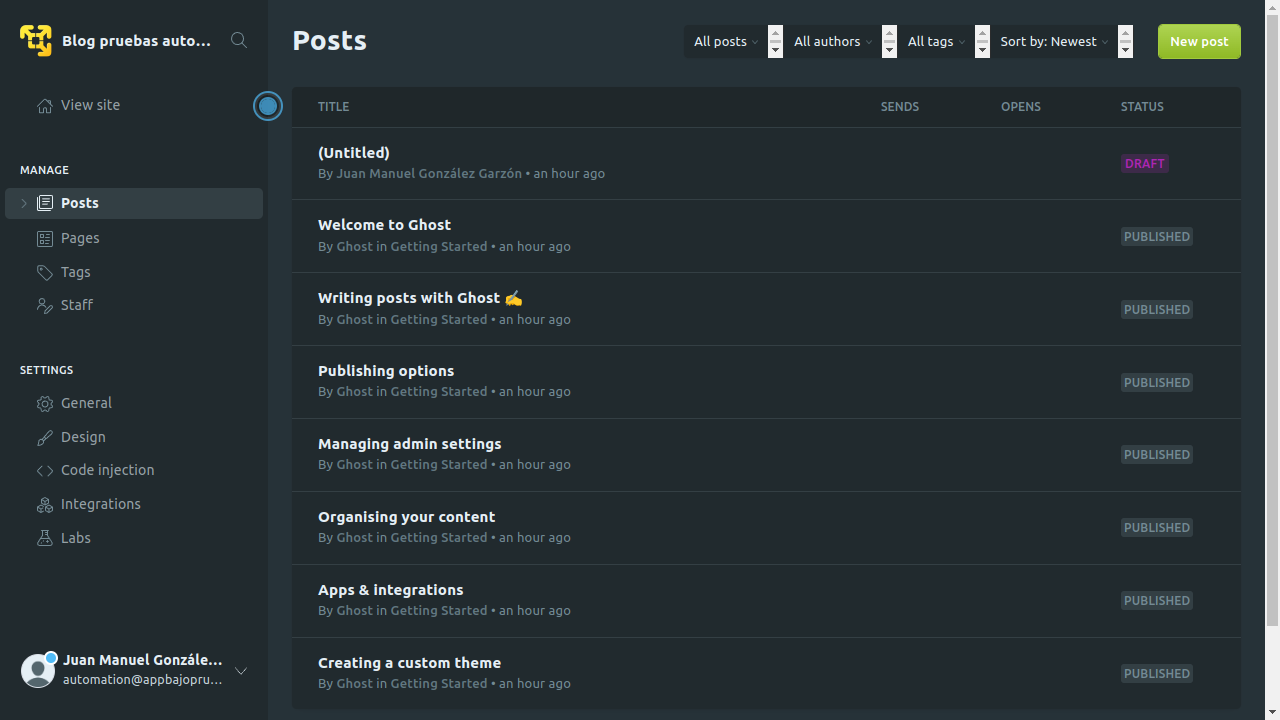 Blog pruebas auto...
View site
MANAGE
Posts
Pages
Tags
Staff
SETTINGS
General
Design
Code injection
Integrations
Labs
Juan Manuel Gonzále...
automation@appbajopru...
Posts
All posts
All authors
All tags
Sort by: Newest
New post
TITLE SENDS OPENS STATUS
(Untitled)
By Juan Manuel González Garzón • an hour ago
DRAFT
Welcome to Ghost
By Ghost in Getting Started • an hour ago
PUBLISHED
Writing posts with Ghost ✍️
By Ghost in Getting Started • an hour ago
PUBLISHED
Publishing options
By Ghost in Getting Started • an hour ago
PUBLISHED
Managing admin settings
By Ghost in Getting Started • an hour ago
PUBLISHED
Organising your content
By Ghost in Getting Started • an hour ago
PUBLISHED
Apps & integrations
By Ghost in Getting Started • an hour ago
PUBLISHED
Creating a custom theme
By Ghost in Getting Started • an hour ago
PUBLISHED